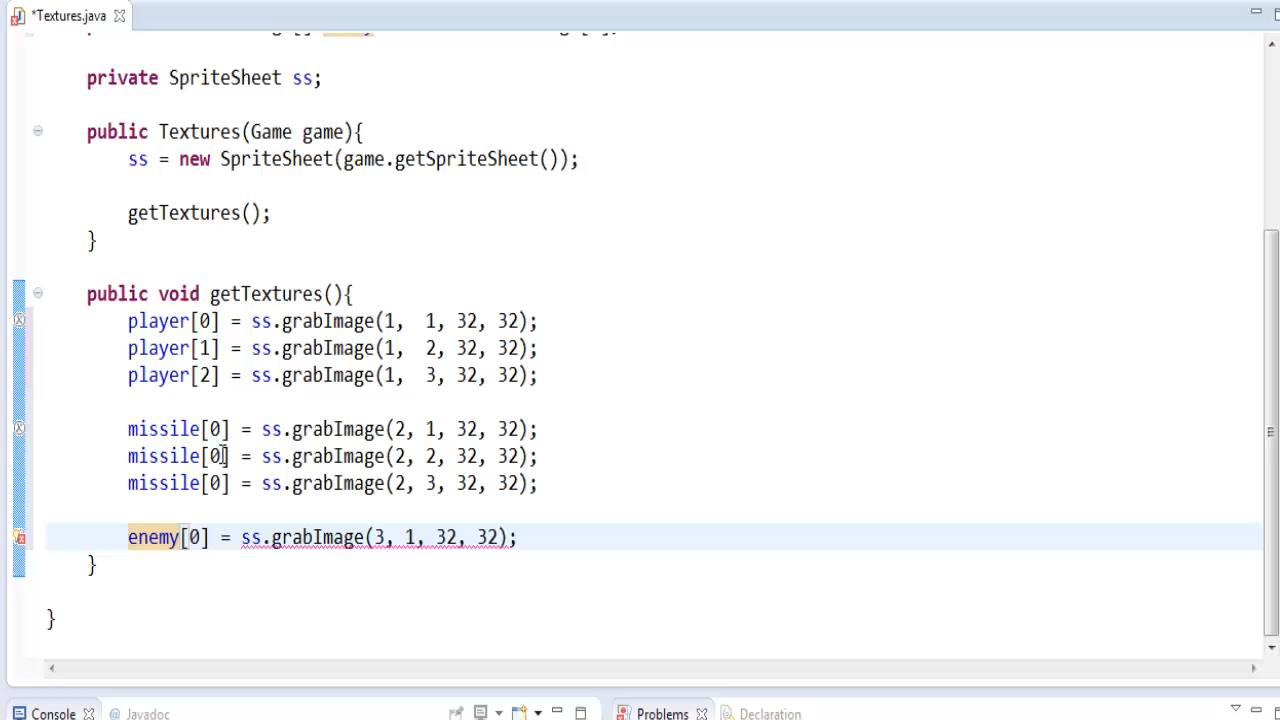 *Textures.java
private SpriteSheet ss;
public Textures(Game game){
ss = new SpriteSheet(game.getSpriteSheet());
getTextures();
}
public void getTextures(){
player[0] = ss.grabImage(1,  1, 32, 32);
player[1] = ss.grabImage(1,  2, 32, 32);
player[2] = ss.grabImage(1,  3, 32, 32);
missile[0] = ss.grabImage(2, 1, 32, 32);
missile[0] = ss.grabImage(2, 2, 32, 32);
missile[0] = ss.grabImage(2, 3, 32, 32);
enemy[0] = ss.grabImage(3, 1, 32, 32);
}
}
Console @ Javadoc Problems Declaration